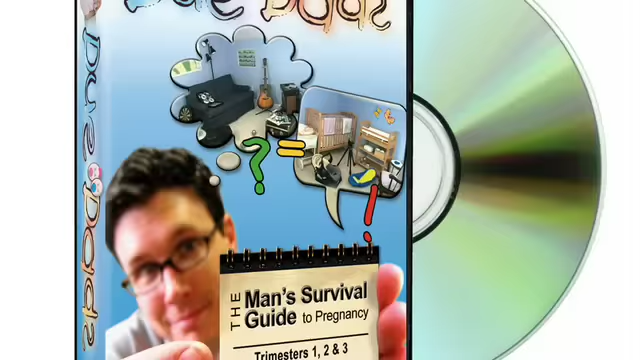 ?
=
!
THE Man's Survival
Guide to Pregnancy
Trimesters 1, 2 & 3